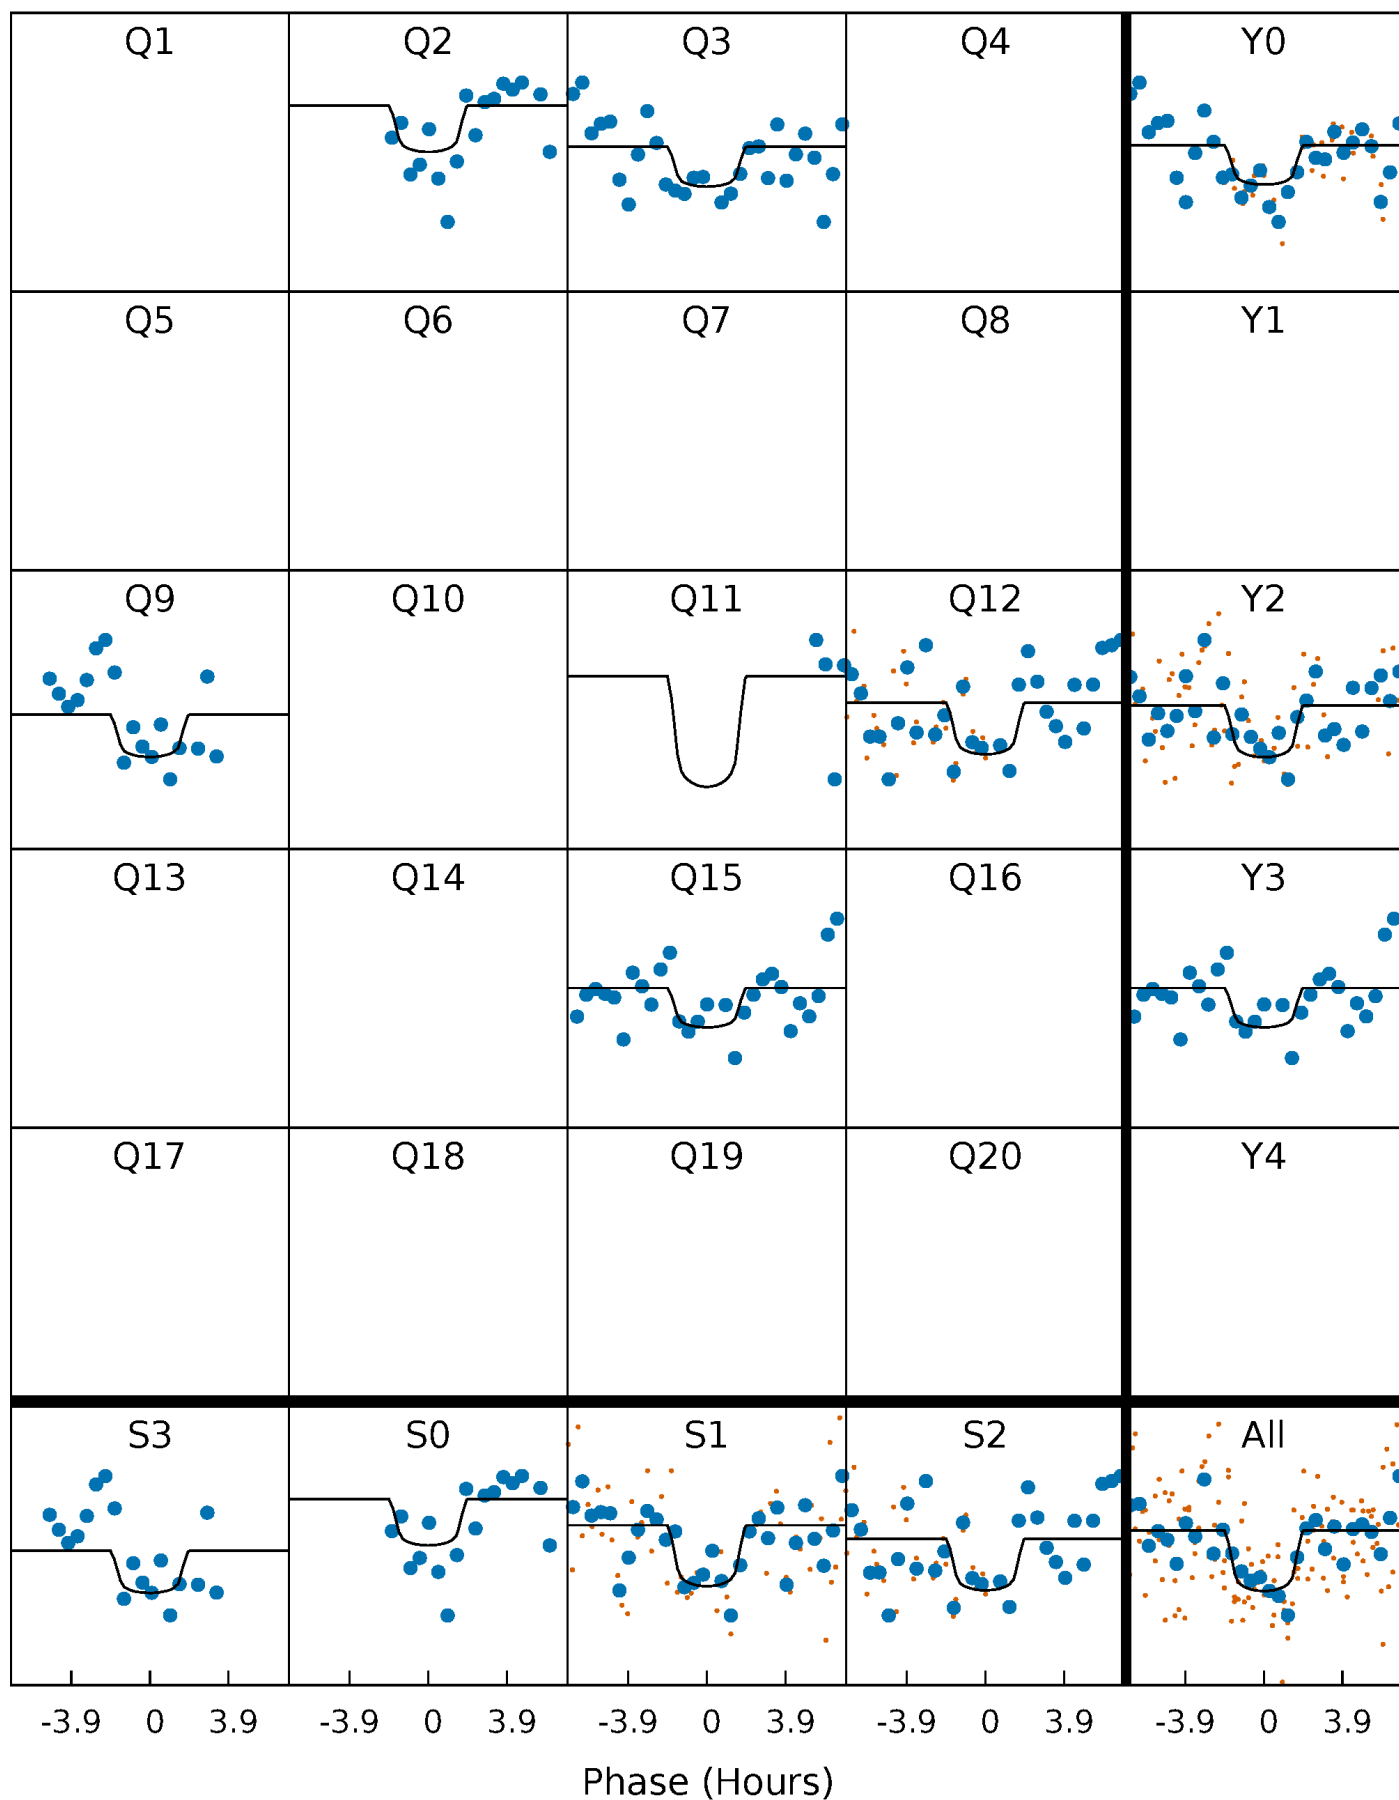 Q1 Q2 Q3 Q4 Y0
Q5 Q6 Q7 Q8 Y1
Q9 Q10 Q11 Q12 Y2
Q13 Q14 Q15 Q16 Y3
Q17 Q18 Q19 Q20 Y4
S3 S0 S1 S2 All
-3.9 0 3.9 -3.9 0 3.9 -3.9 0 3.9 -3.9 0 3.9 -3.9 0 3.9
Phase (Hours)